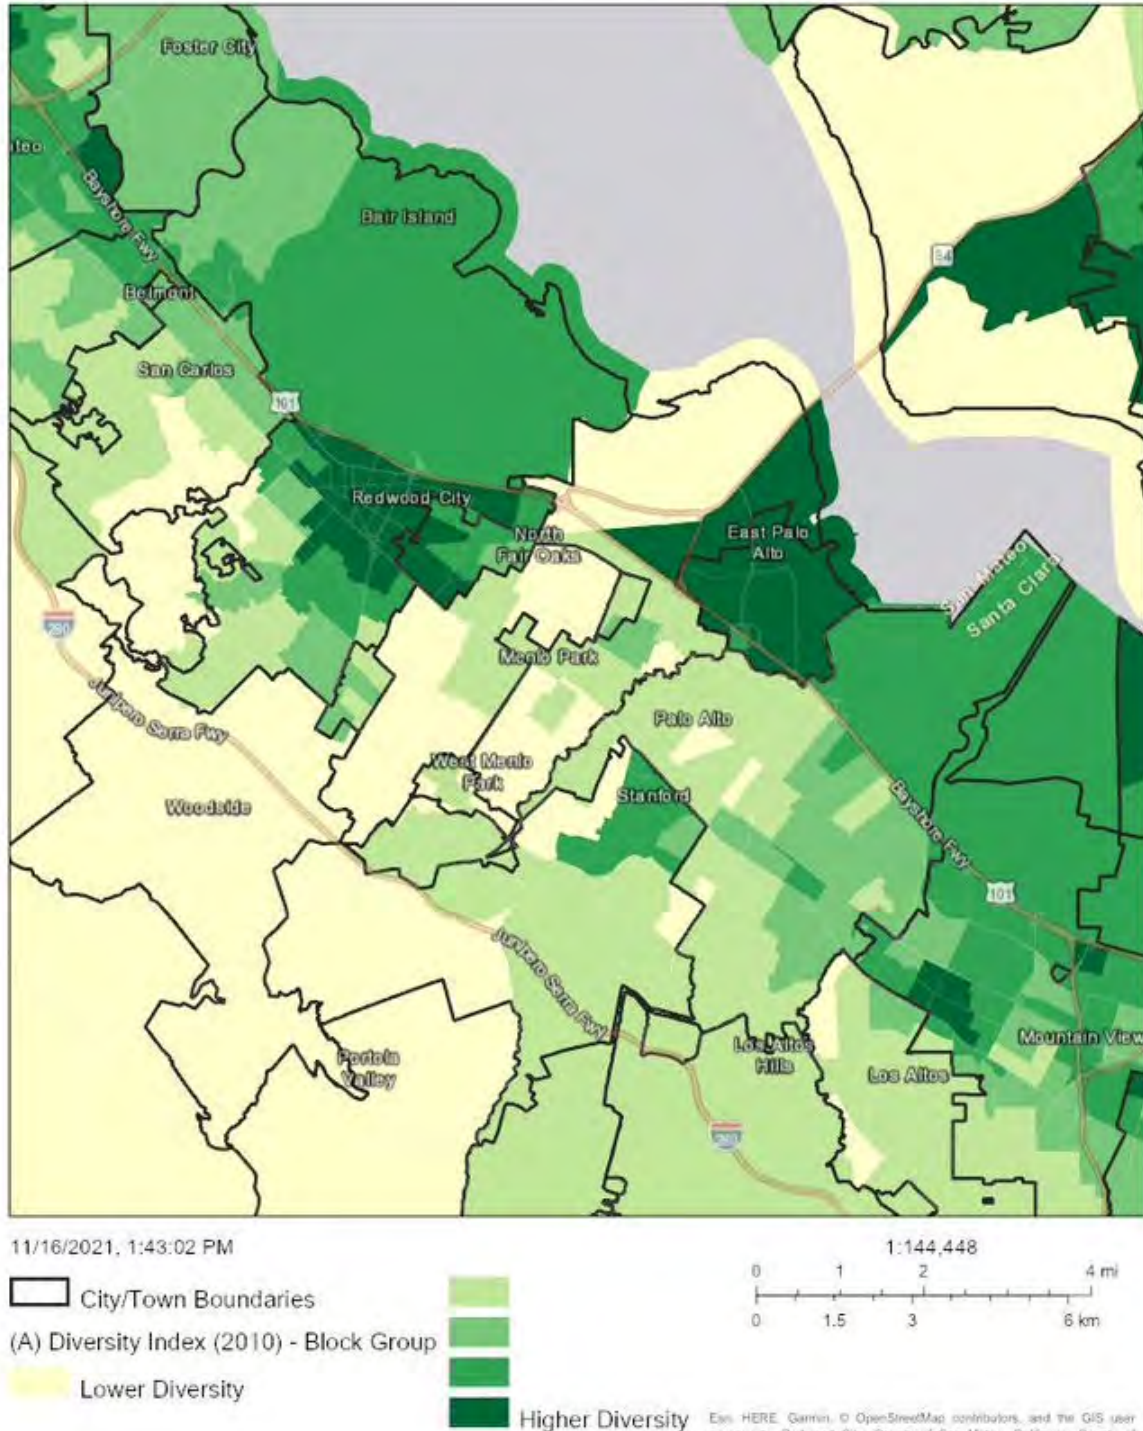 Foster City
teo
Bayshore Fwy
Bair Island
84
Belmont
San Carlos
101
Redwood City
North
Fair Oaks
East Palo
Alto
San Mateo
Santa Clara
280
Menlo Park
Junipero Serra Fwy
Palo Alto
West Menlo
Park
Stanford
Woodside
Bayshore Fwy
101
Junipero Serra Fwy
Portola
Valley
Los Altos
Hills
Los Altos
Mountain View
280
11/16/2021, 1:43:02 PM
1:144,448
0 1 2 4 mi
0 1.5 3 6 km
City/Town Boundaries
(A) Diversity Index (2010) - Block Group
Lower Diversity
Higher Diversity
Esri, HERE, Garmin, © OpenStreetMap contributors, and the GIS user